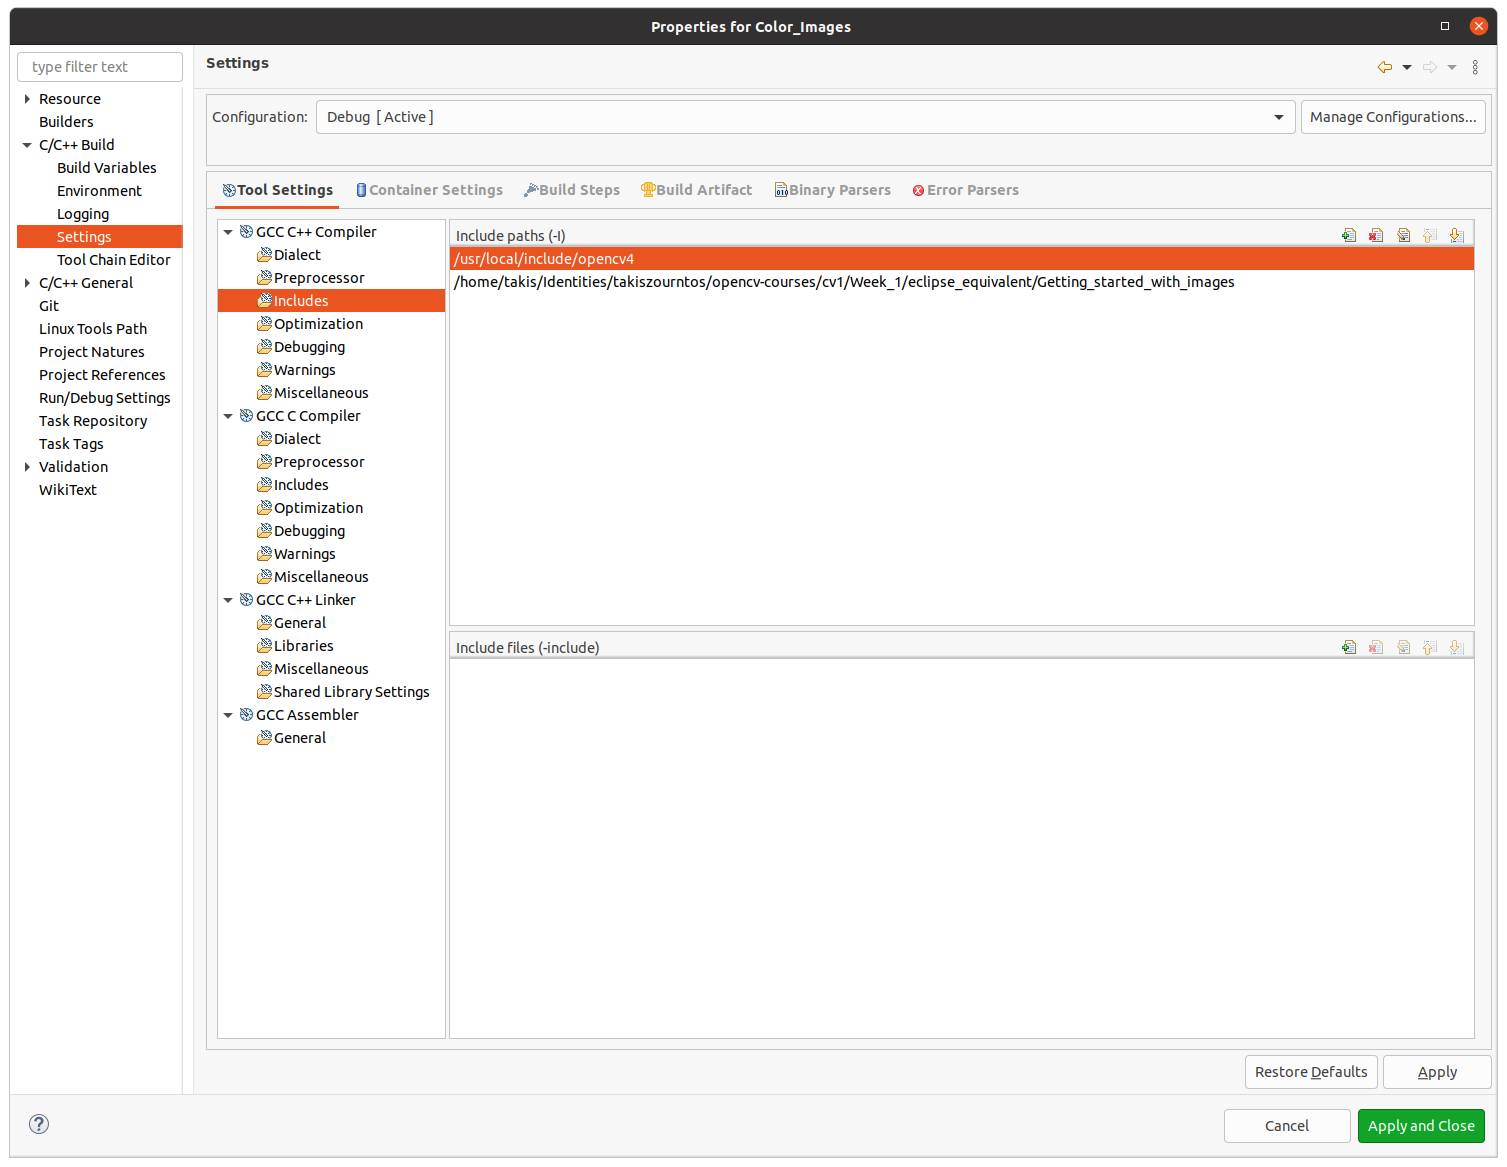 Properties for Color_Images
type filter text
Resource
Builders
C/C++ Build
Build Variables
Environment
Logging
Settings
Tool Chain Editor
C/C++ General
Git
Linux Tools Path
Project Natures
Project References
Run/Debug Settings
Task Repository
Task Tags
Validation
WikiText
Settings
Configuration: Debug [ Active ] Manage Configurations...
Tool Settings Container Settings Build Steps Build Artifact Binary Parsers Error Parsers
GCC C++ Compiler
Dialect
Preprocessor
Includes
Optimization
Debugging
Warnings
Miscellaneous
GCC C Compiler
Dialect
Preprocessor
Includes
Optimization
Debugging
Warnings
Miscellaneous
GCC C++ Linker
General
Libraries
Miscellaneous
Shared Library Settings
GCC Assembler
General
Include paths (-I)
/usr/local/include/opencv4
/home/takis/Identities/takiszourntos/opencv-courses/cv1/Week_1/eclipse_equivalent/Getting_started_with_images
Include files (-include)
Restore Defaults Apply
? Cancel Apply and Close